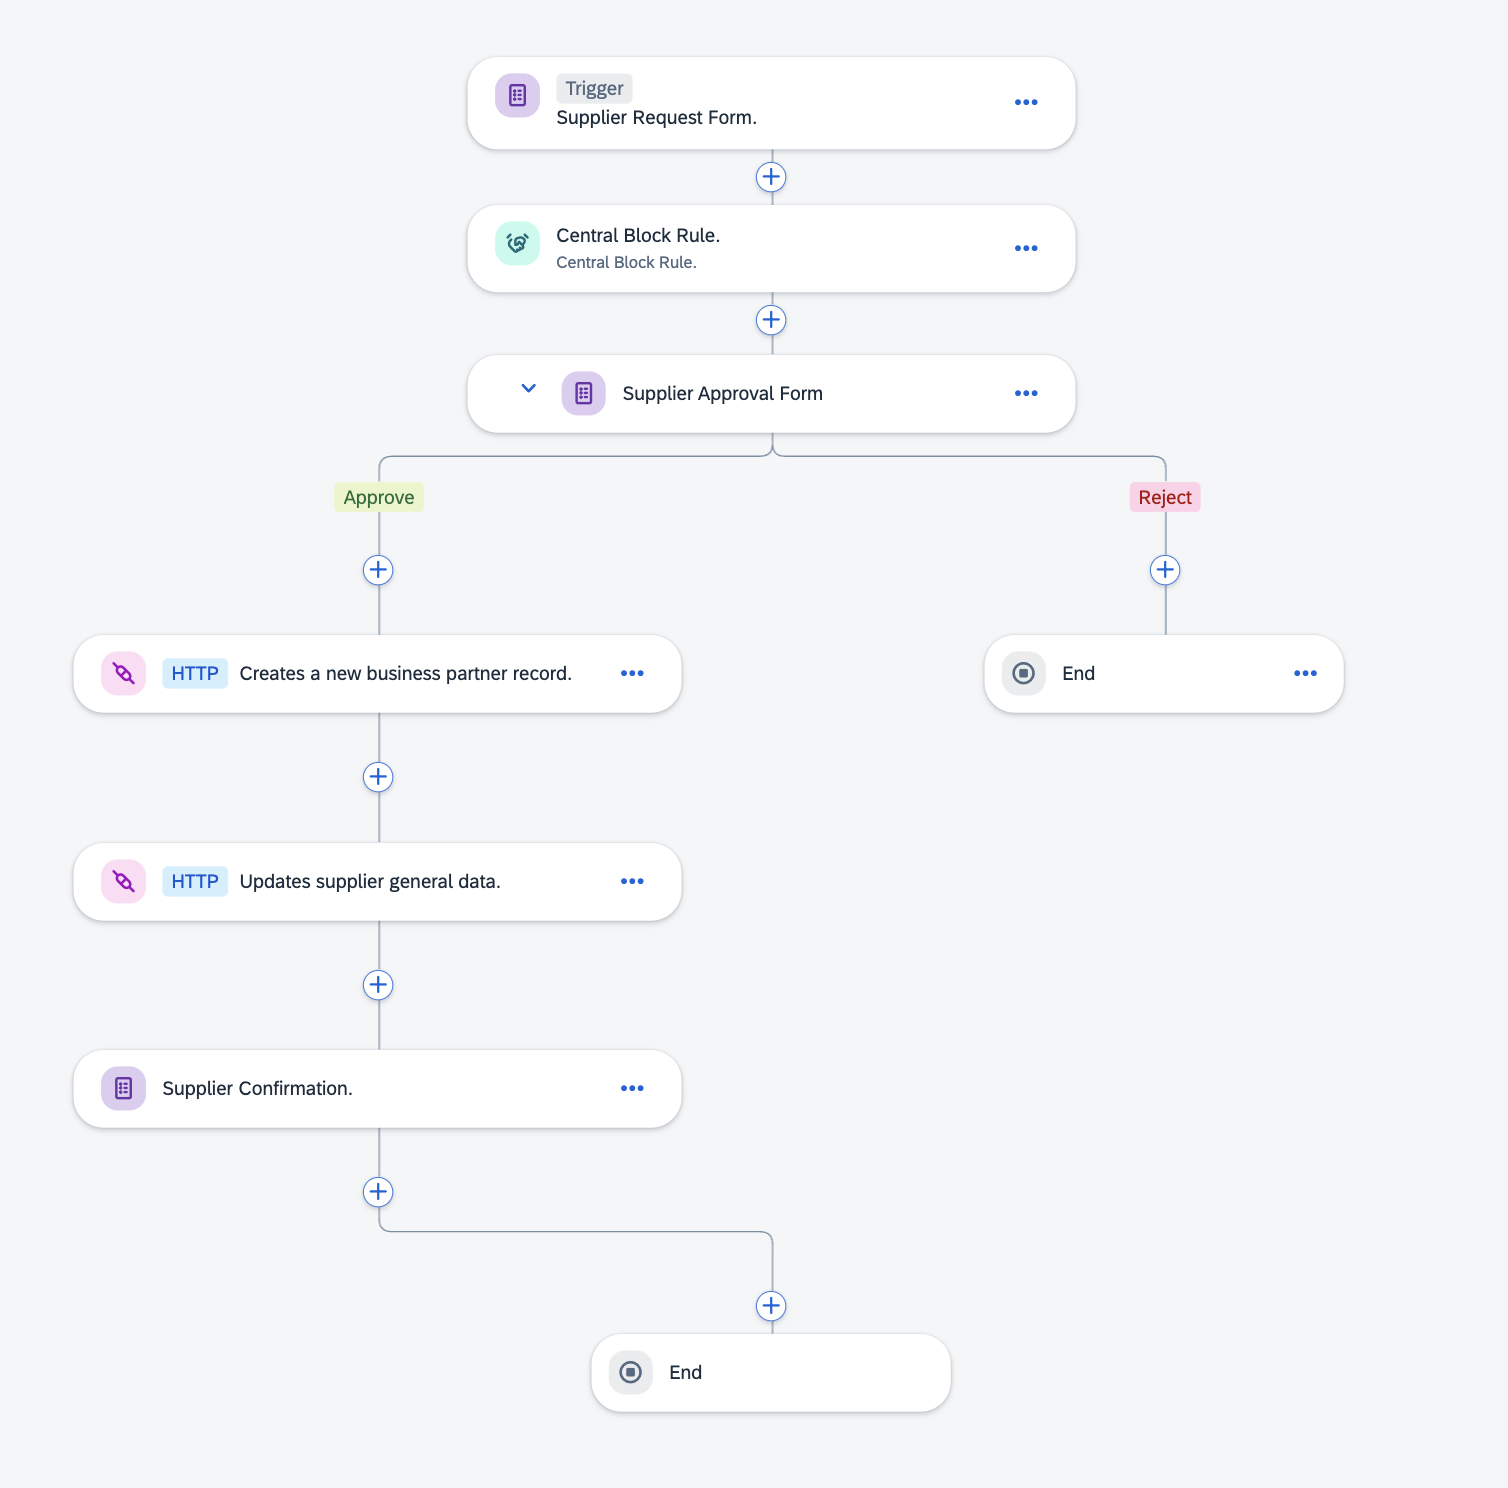 Trigger
Supplier Request Form.
Central Block Rule.
Central Block Rule.
Supplier Approval Form
Approve
Reject
HTTP Creates a new business partner record.
End
HTTP Updates supplier general data.
Supplier Confirmation.
End